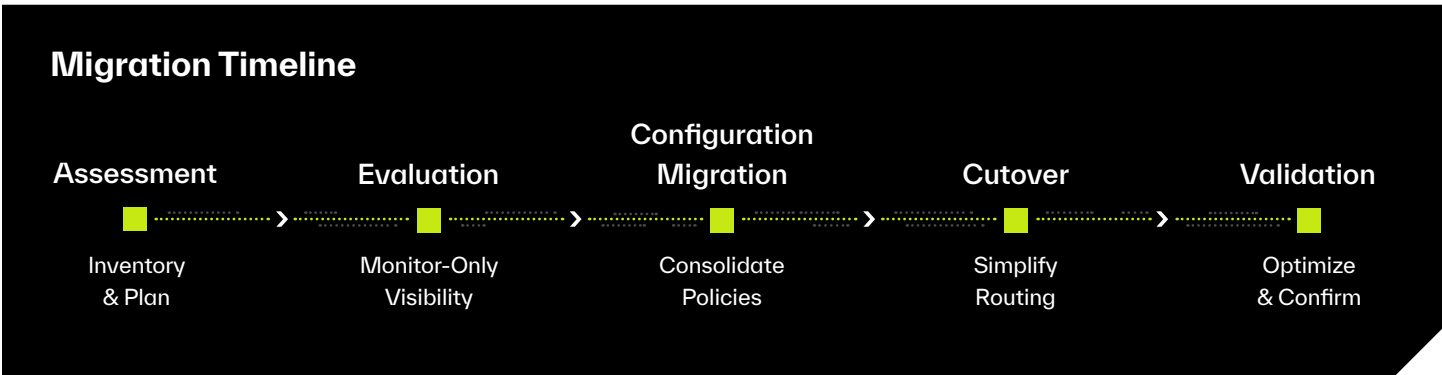 Migration Timeline
Assessment
Inventory
& Plan
Evaluation
Monitor-Only
Visibility
Configuration
Migration
Consolidate
Policies
Cutover
Simplify
Routing
Validation
Optimize
& Confirm